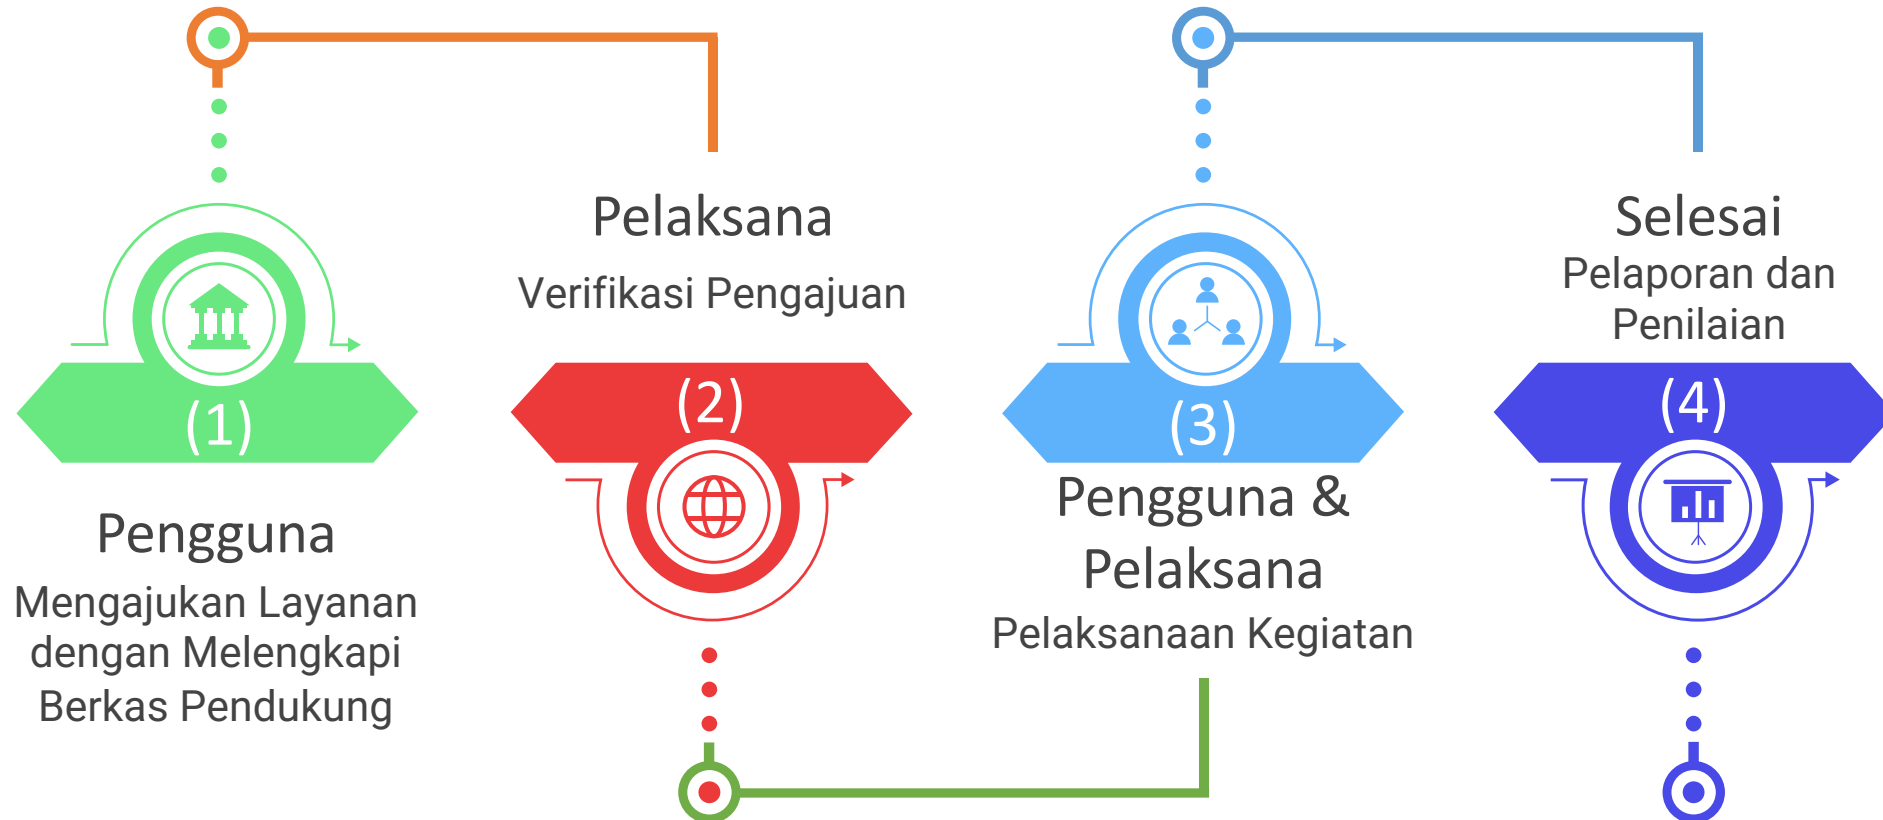 (1)
Pengguna
Mengajukan Layanan
dengan Melengkapi
Berkas Pendukung
Pelaksana
Verifikasi Pengajuan
(2)
(3)
Pengguna &
Pelaksana
Pelaksanaan Kegiatan
Selesai
Pelaporan dan
Penilaian
(4)